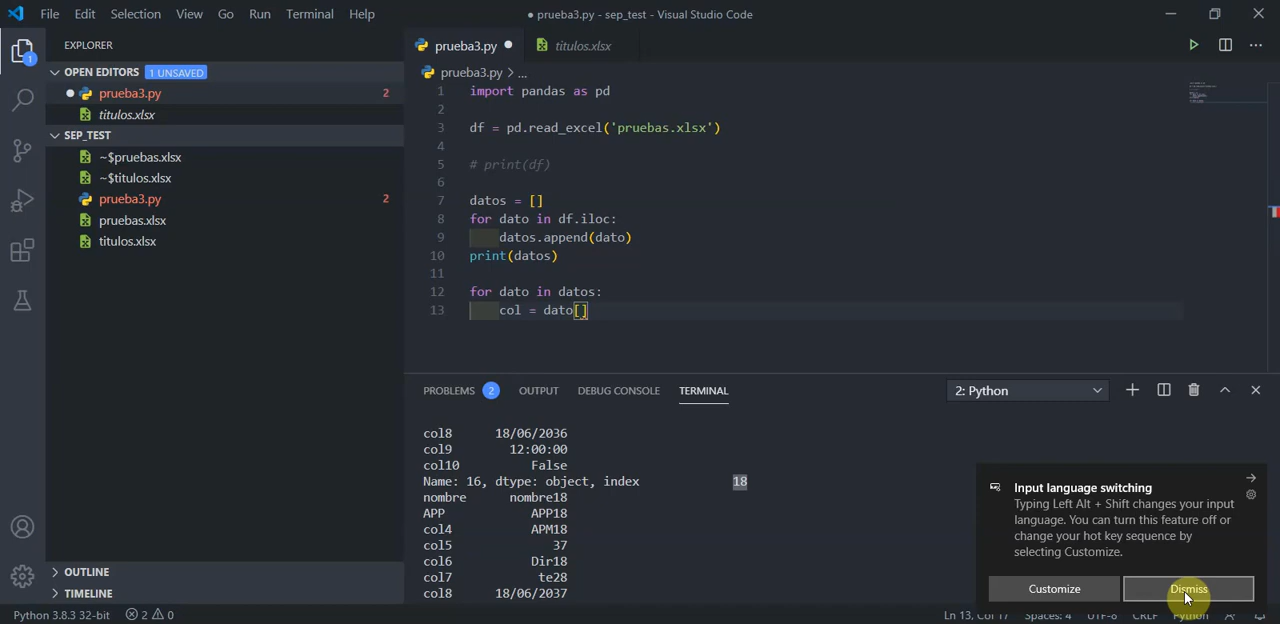 File Edit Selection View Go Run Terminal Help
● prueba3.py - sep_test - Visual Studio Code
EXPLORER
1
OPEN EDITORS 1 UNSAVED
prueba3.py 2
titulos.xlsx
SEP_TEST
~$pruebas.xlsx
~$titulos.xlsx
prueba3.py 2
pruebas.xlsx
titulos.xlsx
OUTLINE
TIMELINE
prueba3.py ●
titulos.xlsx
prueba3.py > ...
1 import pandas as pd
2
3 df = pd.read_excel('pruebas.xlsx')
4
5 # print(df)
6
7 datos = []
8 for dato in df.iloc:
9 datos.append(dato)
10 print(datos)
11
12 for dato in datos:
13 col = dato[]
PROBLEMS 2 OUTPUT DEBUG CONSOLE TERMINAL
2: Python
col8 18/06/2036
col9 12:00:00
col10 False
Name: 16, dtype: object, index 18
nombre nombre18
APP APP18
col4 APM18
col5 37
col6 Dir18
col7 te28
col8 18/06/2037
Input language switching
Typing Left Alt + Shift changes your input
language. You can turn this feature off or
change your hot key sequence by
selecting Customize.
Customize
Dismiss
Python 3.8.3 32-bit 2 0
Ln 13, Col 17 Spaces: 4 UTF-8 CRLF Python